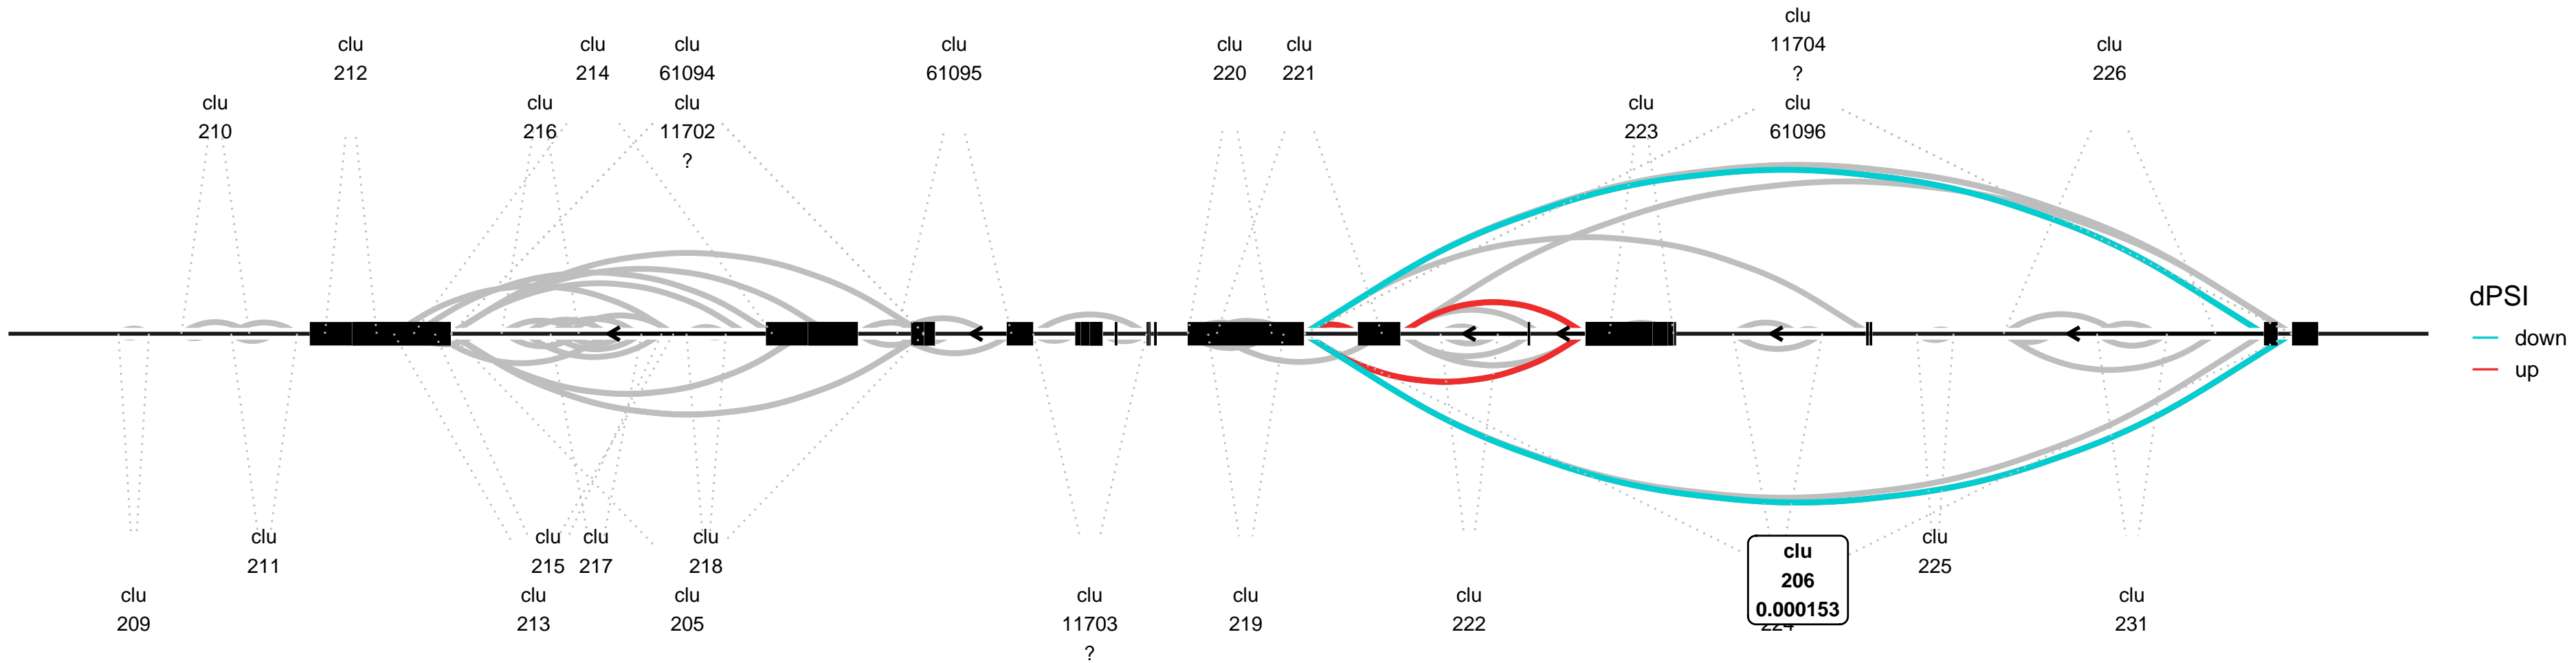 clu
11704
?
clu
212
clu
214
clu
61094
clu
61095
clu
220
clu
221
clu
226
clu
210
clu
216
clu
11702
?
clu
223
clu
61096
dPSI
down
up
clu
211
clu
215
clu
217
clu
218
clu
206
0.000153
224
clu
225
clu
209
clu
213
clu
205
clu
11703
?
clu
219
clu
222
clu
231